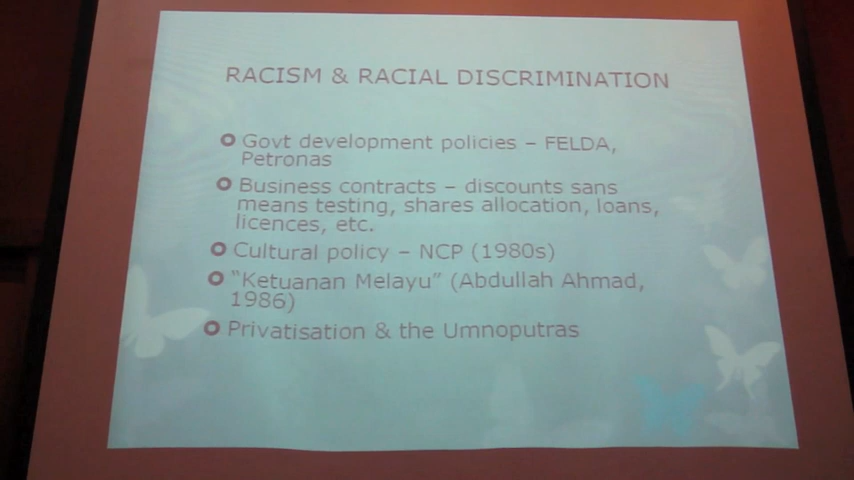 RACISM & RACIAL DISCRIMINATION
Govt development policies – FELDA,
Petronas
Business contracts – discounts sans
means testing, shares allocation, loans,
licences, etc.
Cultural policy – NCP (1980s)
"Ketuanan Melayu" (Abdullah Ahmad,
1986)
Privatisation & the Umnoputras